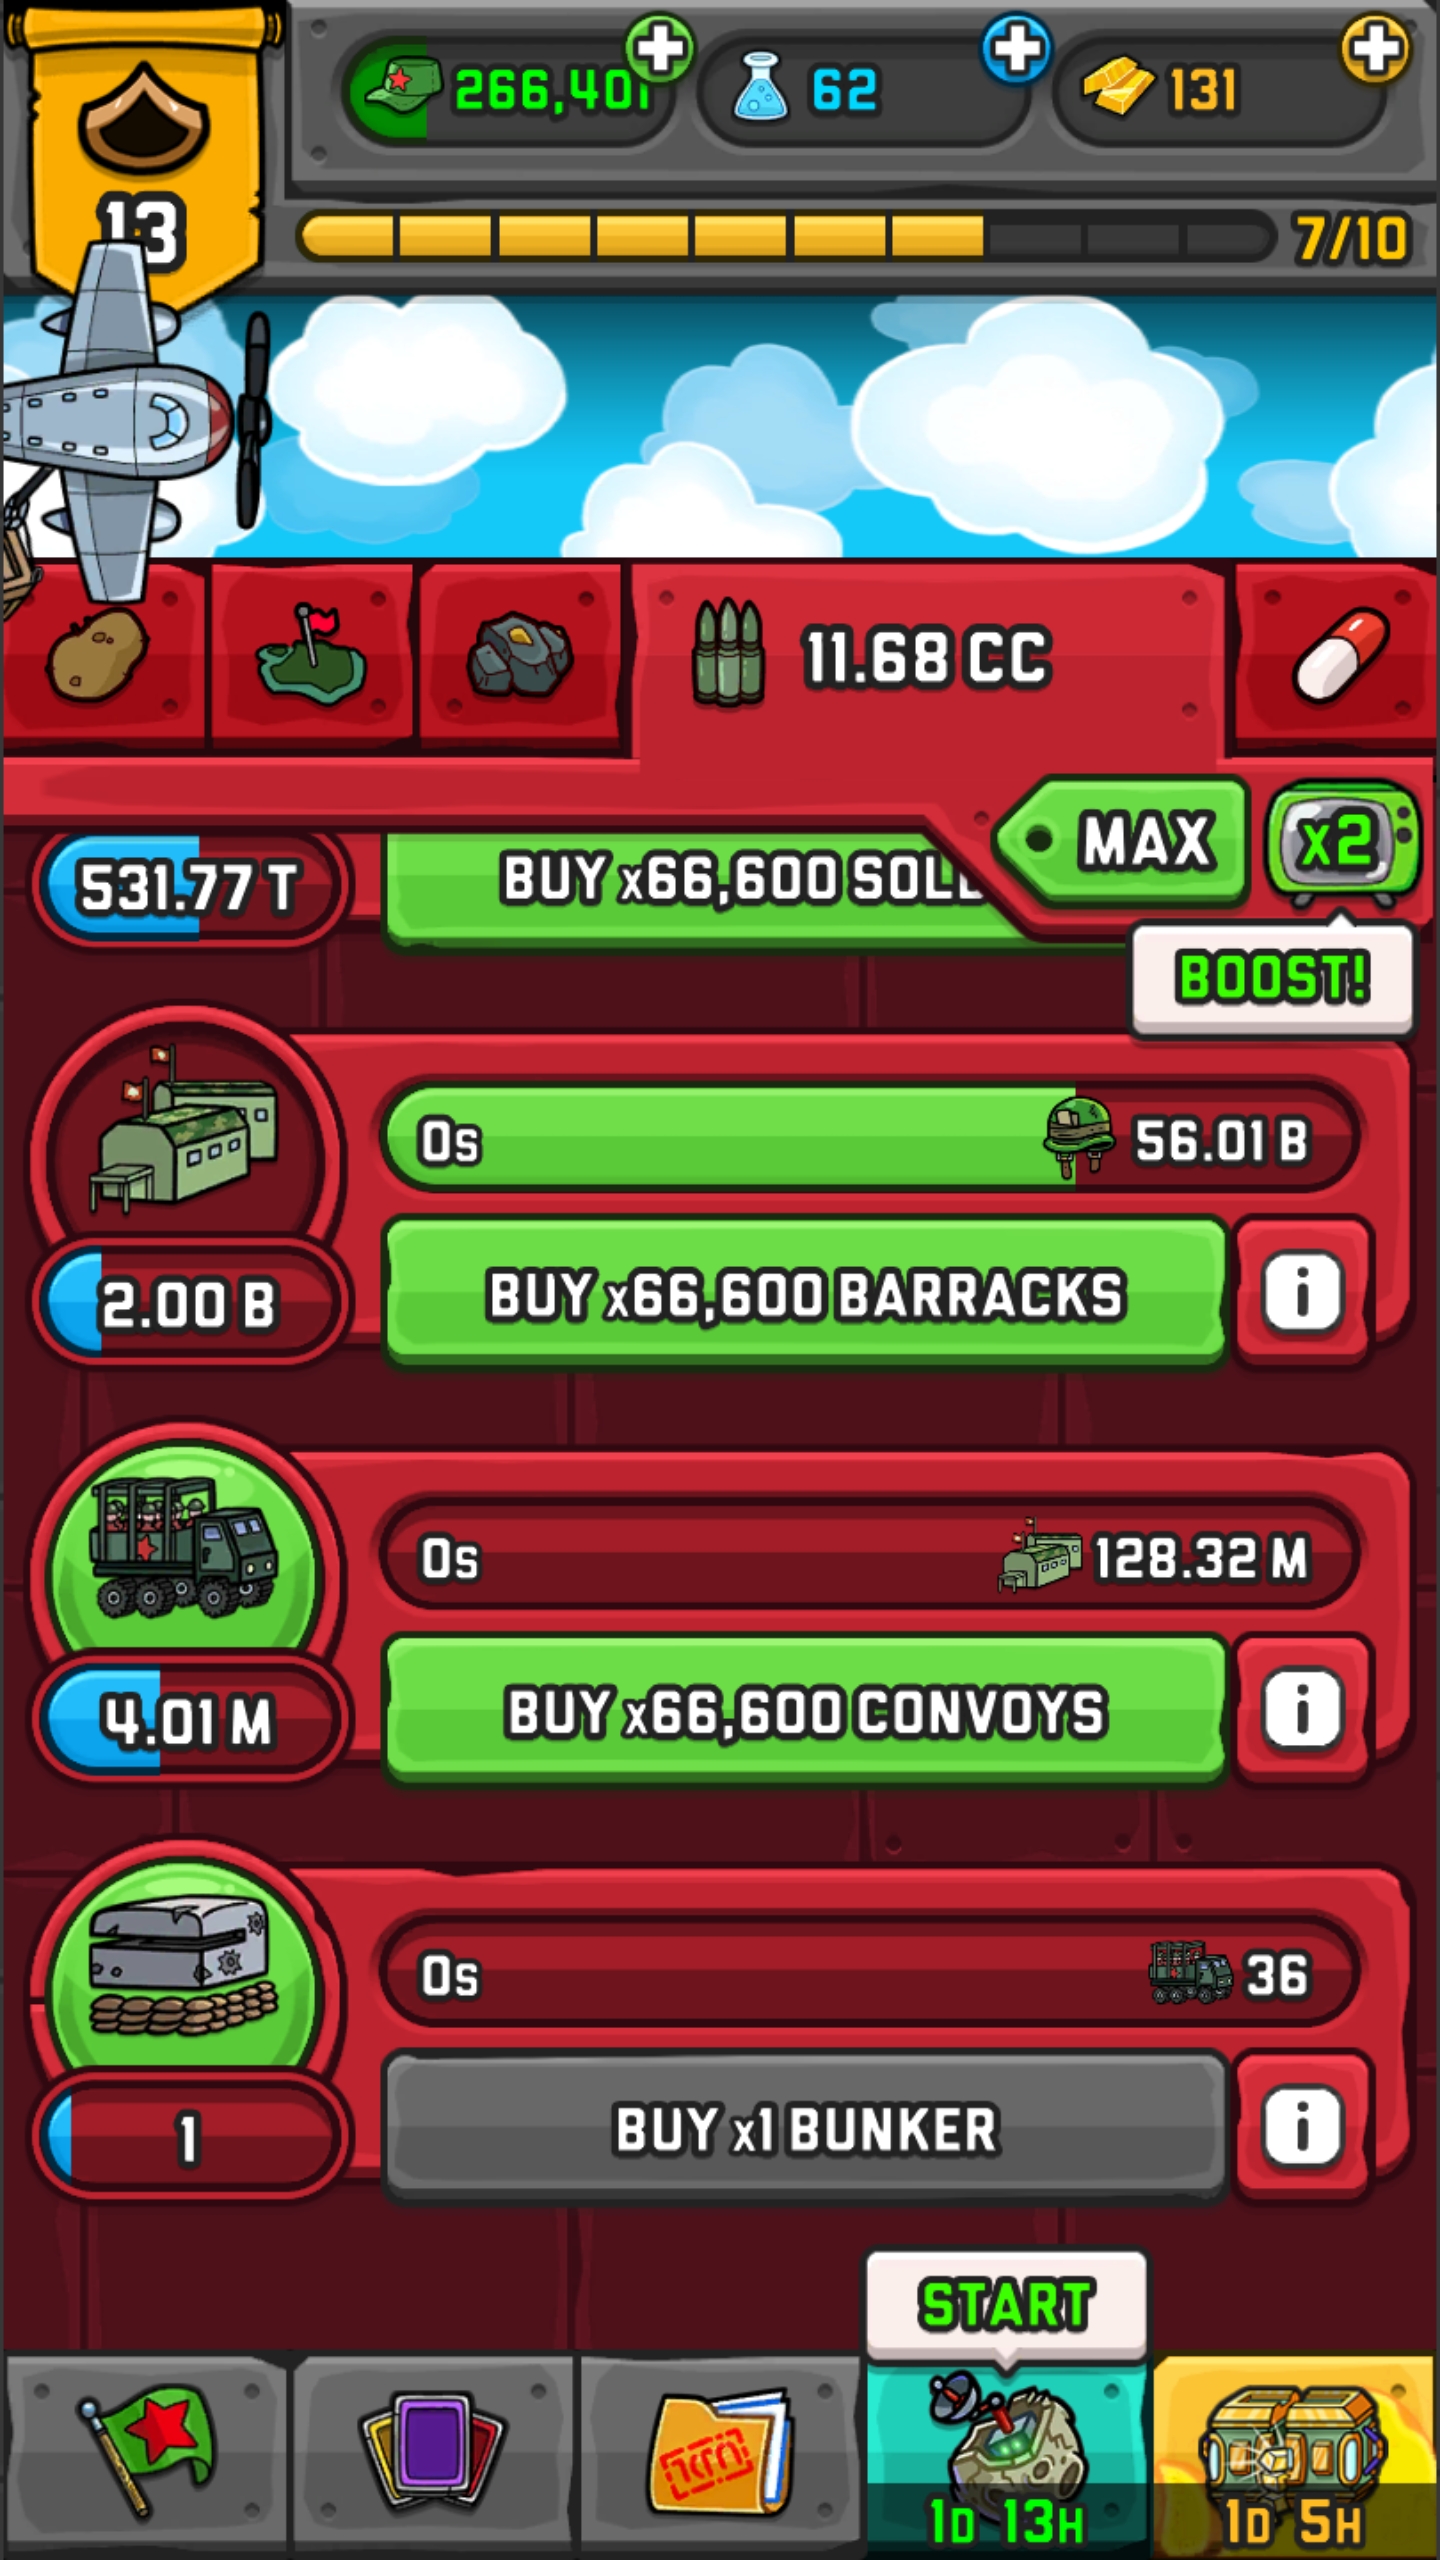 266,401
62
131
13
7/10
11.68 CC
MAX
x2
531.77 T
BUY x66,600
BOOST!
0s
56.01 B
2.00 B
BUY x66,600 BARRACKS
i
0s
128.32 M
4.01 M
BUY x66,600 CONVOYS
i
0s
36
1
BUY x1 BUNKER
i
START
1D 13H
1D 5H